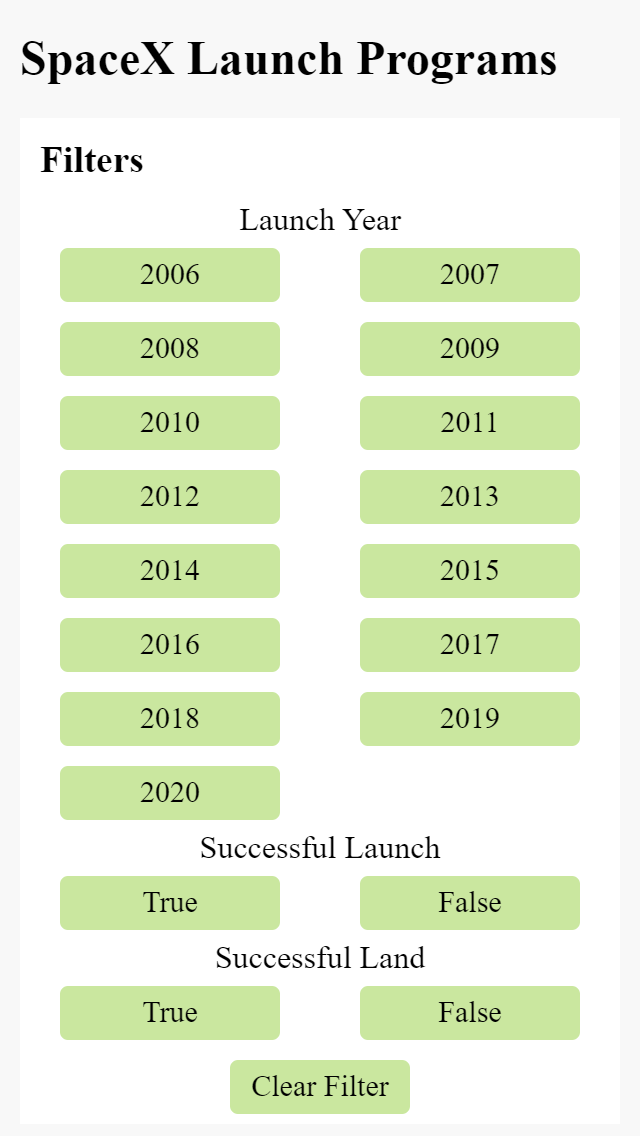 SpaceX Launch Programs
Filters
Launch Year
2006 2007
2008 2009
2010 2011
2012 2013
2014 2015
2016 2017
2018 2019
2020
Successful Launch
True False
Successful Land
True False
Clear Filter